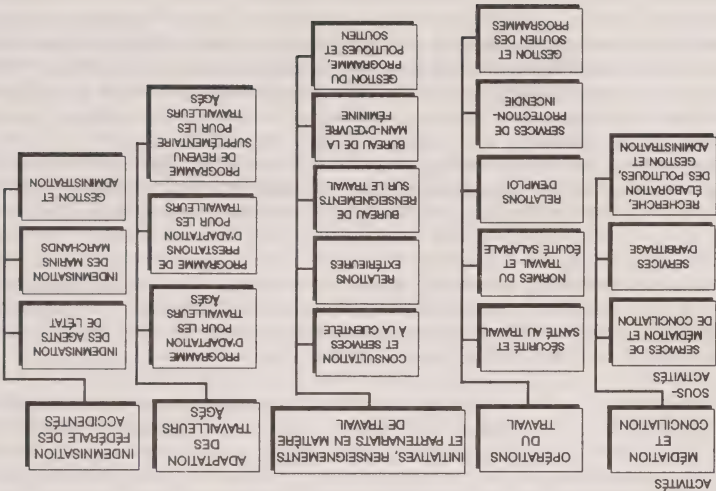 ACTIVITÉS
MÉDIATION
ET
CONCILIATION
OPÉRATIONS
DU
TRAVAIL
INITIATIVES, RENSEIGNEMENTS
ET PARTENARIATS EN MATIÈRE
DE TRAVAIL
ADAPTATION
DES
TRAVAILLEURS
ÂGÉS
INDEMNISATION
FÉDÉRALE DES
ACCIDENTÉS
SOUS-
ACTIVITÉS
SERVICES DE
MÉDIATION ET
DE CONCILIATION
SERVICES
D'ARBITRAGE
RECHERCHE,
ÉLABORATION
DES POLITIQUES,
ET GESTION ET
ADMINISTRATION
SÉCURITÉ ET
SANTÉ AU TRAVAIL
NORMES DU
TRAVAIL ET
ÉQUITÉ SALARIALE
RELATIONS
D'EMPLOI
SERVICES DE
PROTECTION-
INCENDIE
GESTION ET
SOUTIEN DES
PROGRAMMES
CONSULTATION
ET SERVICES
À LA CLIENTÈLE
RELATIONS
EXTÉRIEURES
BUREAU DE
RENSEIGNEMENTS
SUR LE TRAVAIL
BUREAU DE LA
MAIN-D'ŒUVRE
FÉMININE
GESTION DU
PROGRAMME,
POLITIQUES ET
SOUTIEN
PROGRAMME
D'ADAPTATION
POUR LES
TRAVAILLEURS
ÂGÉS
PROGRAMME DE
PRESTATIONS
D'ADAPTATION
POUR LES
TRAVAILLEURS
PROGRAMME
DE REVENU
SUPPLÉMENTAIRE
POUR LES
TRAVAILLEURS
ÂGÉS
INDEMNISATION
DES AGENTS
DE L'ÉTAT
INDEMNISATION
DES MARINS
MARCHANDS
GESTION ET
ADMINISTRATION